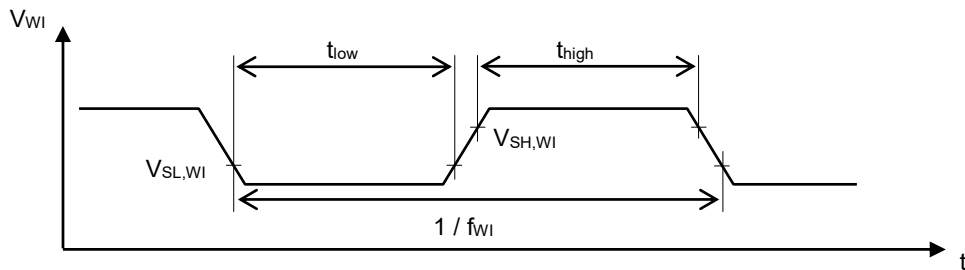 VWI
tlow
thigh
VSH,WI
VSL,WI
1 / fWI
t